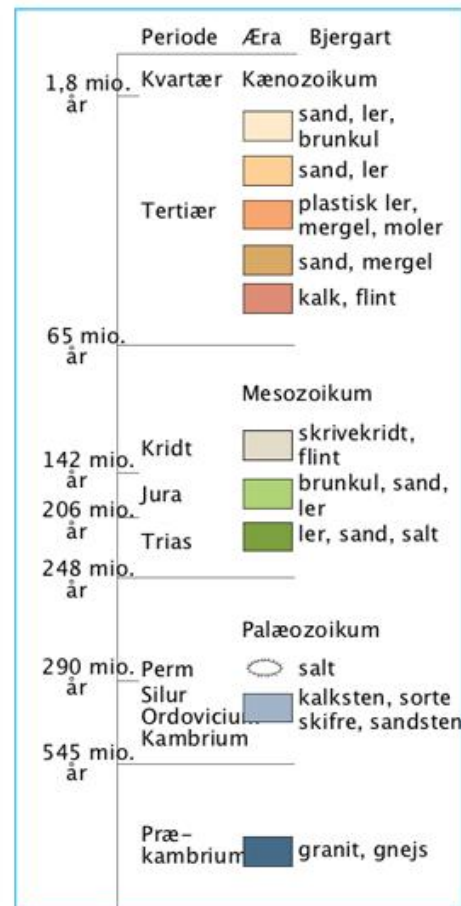 Periode Æra Bjergart
1,8 mio. år
Kvartær Kænozoikum
sand, ler,
brunkul
sand, ler
Tertiær
plastisk ler,
mergel, moler
sand, mergel
kalk, flint
65 mio.
år
Mesozoikum
Kridt
skrivekridt,
flint
142 mio.
år
Jura
brunkul, sand,
ler
206 mio.
år
Trias
ler, sand, salt
248 mio.
år
Palæozoikum
290 mio.
år
Perm
salt
Silur
Ordovicium
Kambrium
kalksten, sorte
skifre, sandsten
545 mio.
år
Præ-
kambrium
granit, gnejs